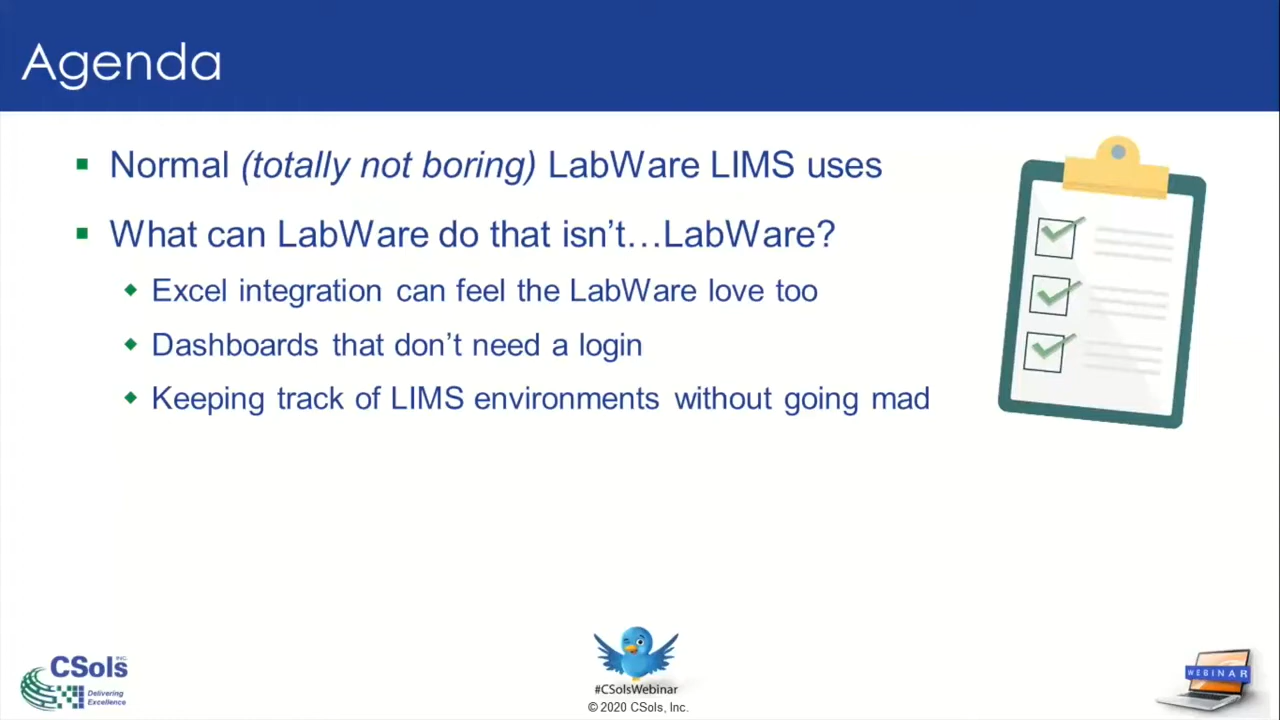 Agenda
Normal (totally not boring) LabWare LIMS uses
What can LabWare do that isn't…LabWare?
Excel integration can feel the LabWare love too
Dashboards that don't need a login
Keeping track of LIMS environments without going mad
CSols INC.
Delivering
Excellence
#CSolsWebinar
© 2020 CSols, Inc.
WEBINAR